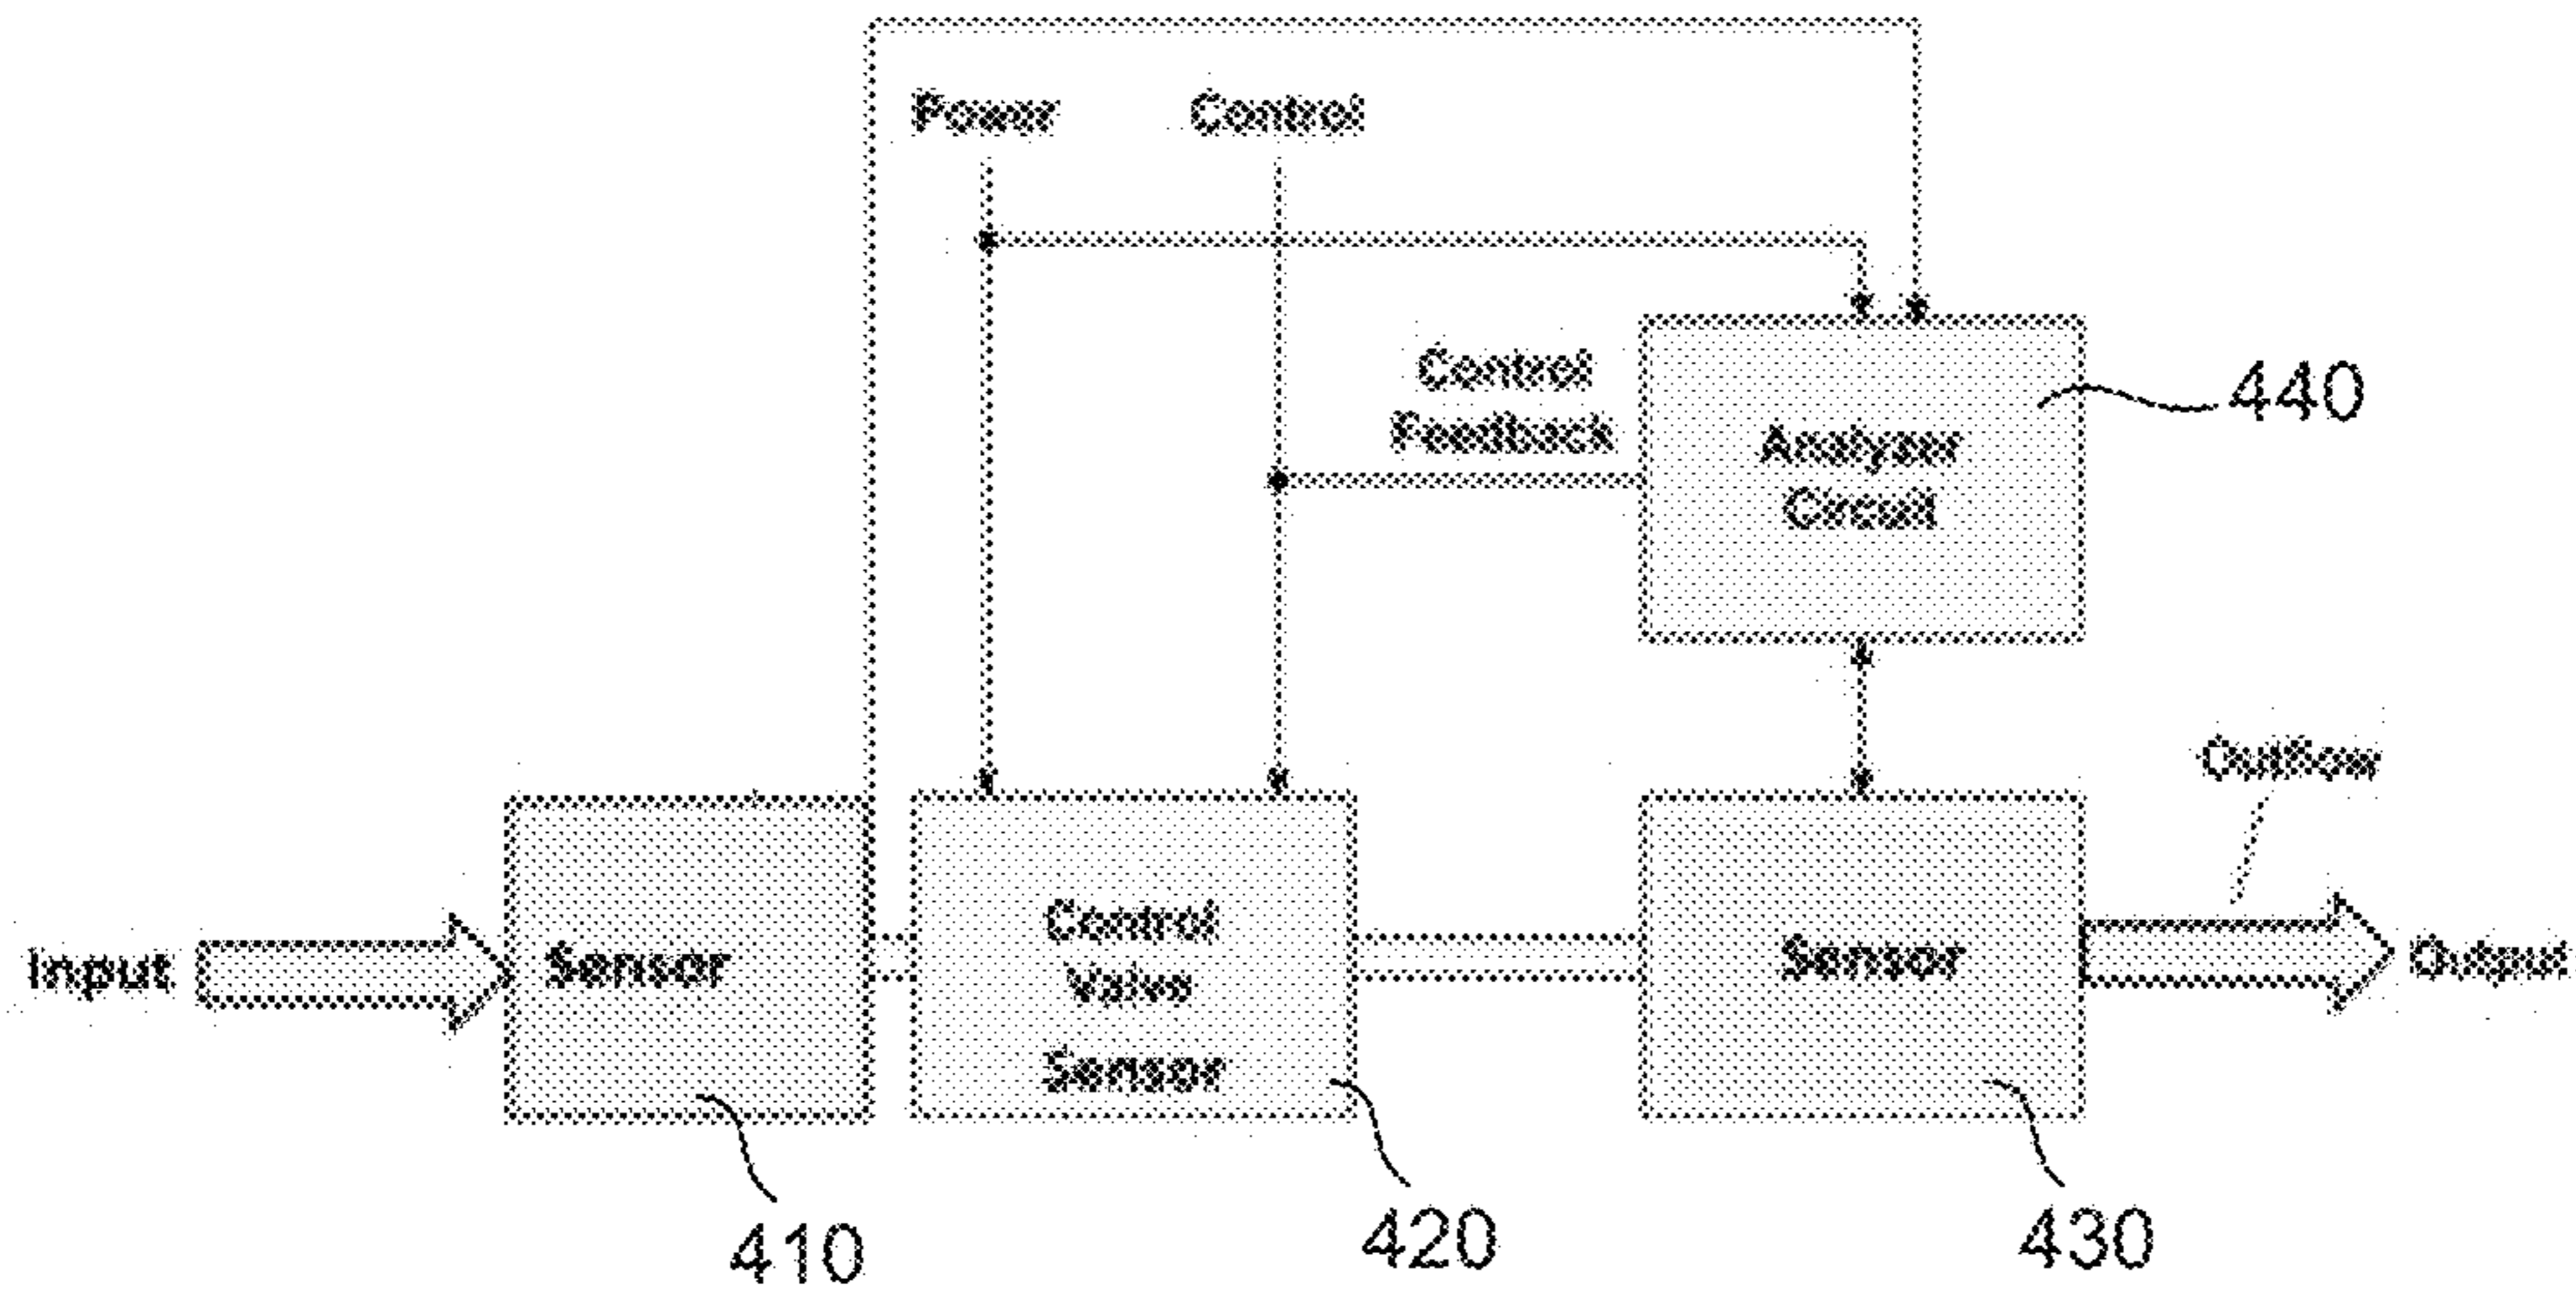 Power
Control
Control
Feedback
Analyzer
Circuit
440
Outflow
Input
Sensor
Control
Valve
Sensor
Sensor
Output
410
420
430